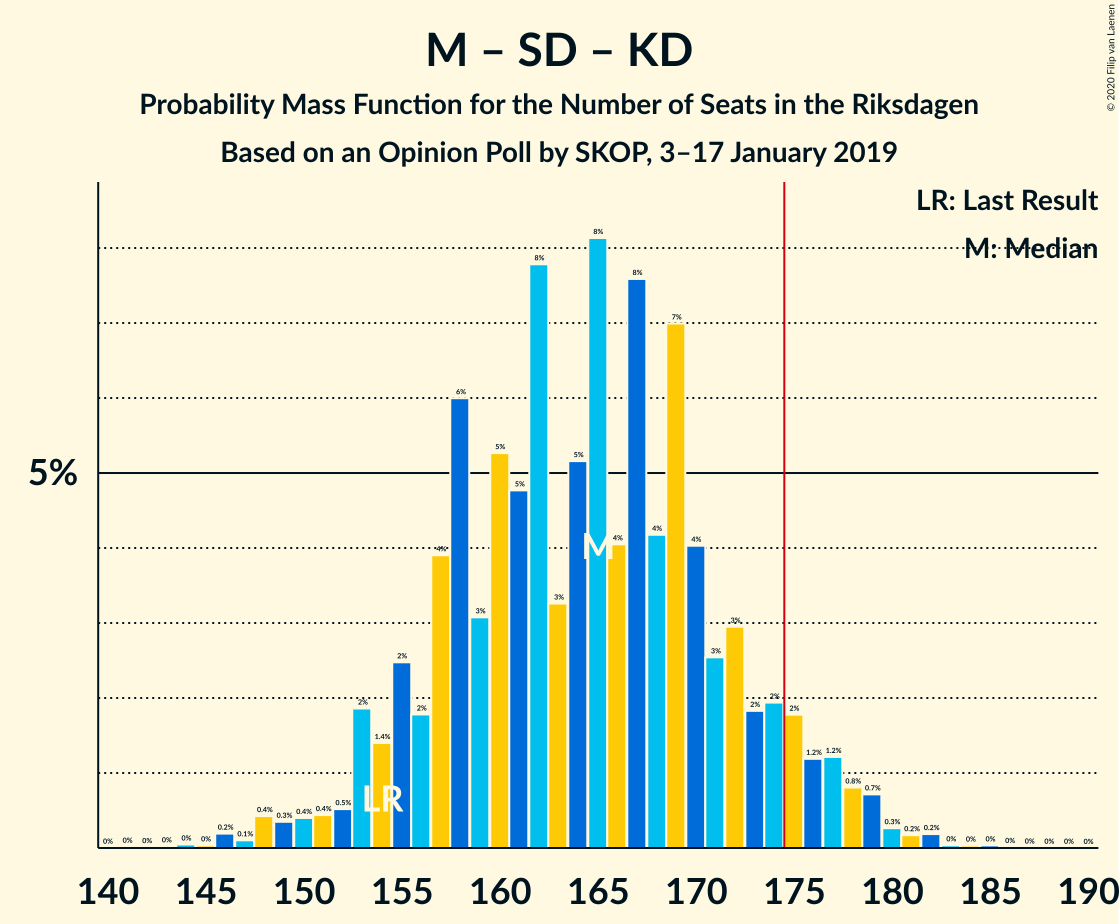 M – SD – KD
Probability Mass Function for the Number of Seats in the Riksdagen
Based on an Opinion Poll by SKOP, 3–17 January 2019
© 2020 Filip van Laenen
LR: Last Result
M: Median
5%
0% 0% 0% 0% 0% 0% 0.2% 0.1% 0.4% 0.3% 0.4% 0.4% 0.5% 2% 1.4% 2% 2% 4% 6% 3% 5% 5% 8% 3% 5% 8% 4% 8% 4% 7% 4% 3% 3% 2% 2% 2% 1.2% 1.2% 0.8% 0.7% 0.3% 0.2% 0.2% 0% 0% 0% 0% 0% 0% 0% 0%
M
LR
140 145 150 155 160 165 170 175 180 185 190